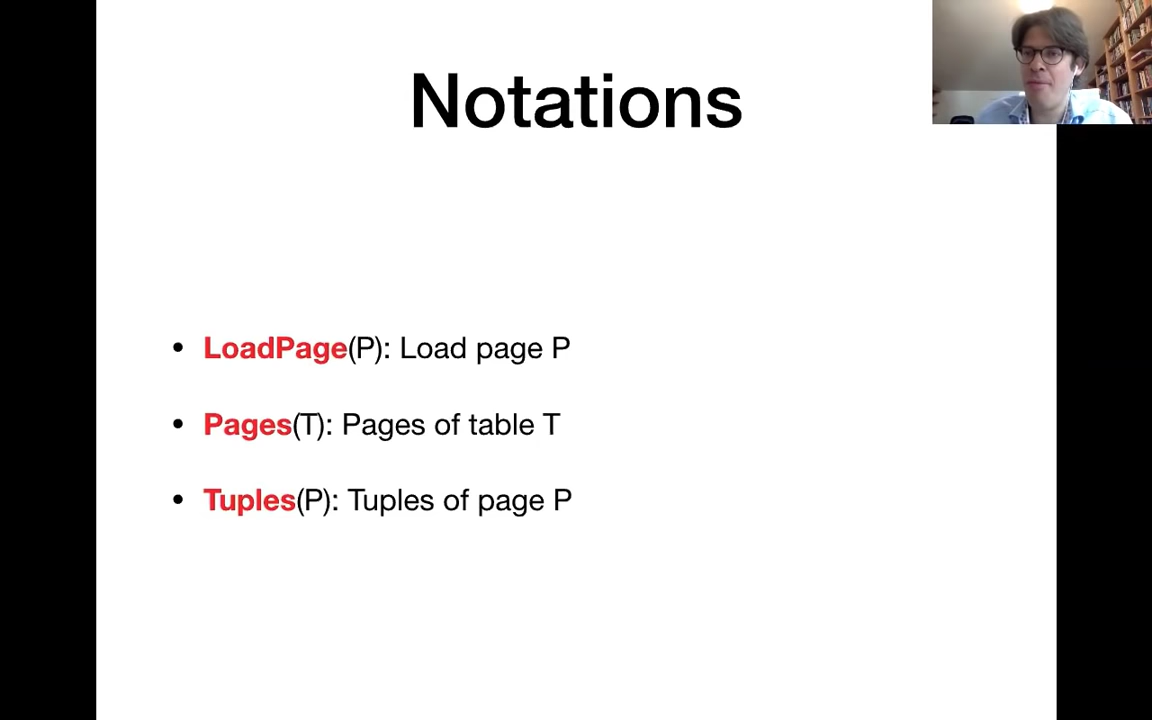 Notations
• LoadPage(P): Load page P
• Pages(T): Pages of table T
• Tuples(P): Tuples of page P